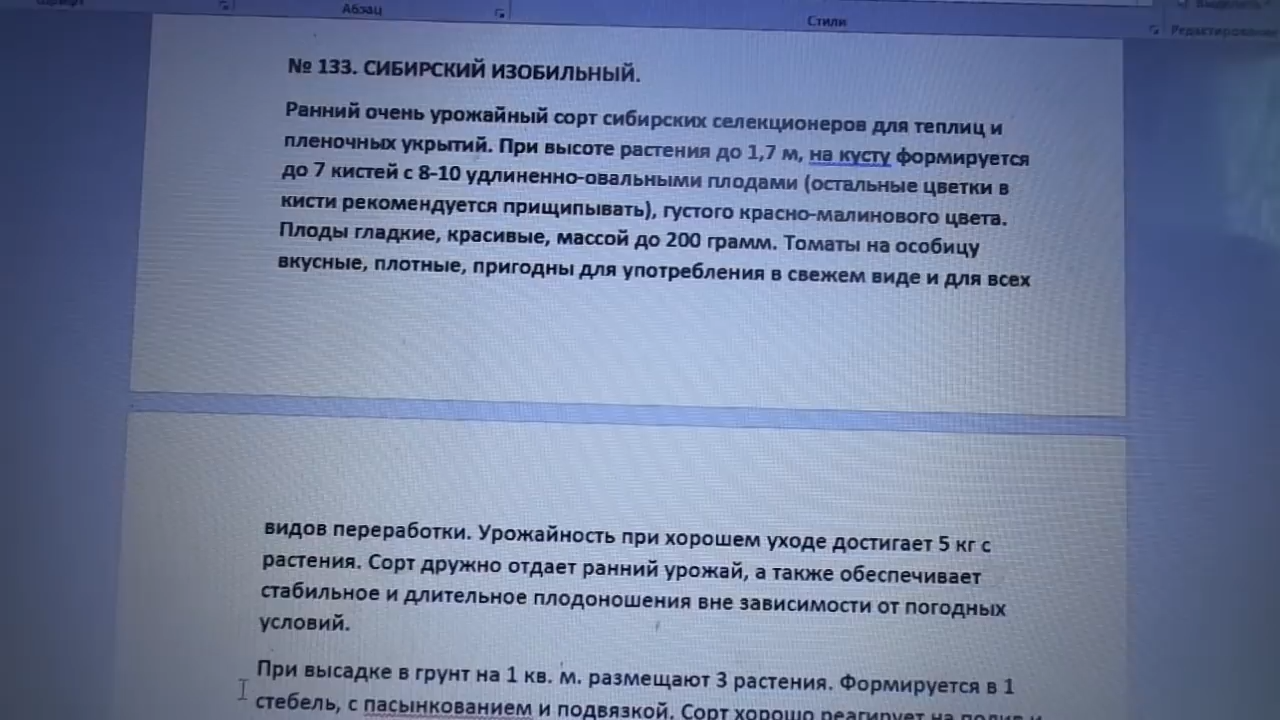 Абзац
Стили
Редактирование
№ 133. СИБИРСКИЙ ИЗОБИЛЬНЫЙ.
Ранний очень урожайный сорт сибирских селекционеров для теплиц и
пленочных укрытий. При высоте растения до 1,7 м, на кусту формируется
до 7 кистей с 8-10 удлиненно-овальными плодами (остальные цветки в
кисти рекомендуется прищипывать), густого красно-малинового цвета.
Плоды гладкие, красивые, массой до 200 грамм. Томаты на особицу
вкусные, плотные, пригодны для употребления в свежем виде и для всех
видов переработки. Урожайность при хорошем уходе достигает 5 кг с
растения. Сорт дружно отдает ранний урожай, а также обеспечивает
стабильное и длительное плодоношения вне зависимости от погодных
условий.
При высадке в грунт на 1 кв. м. размещают 3 растения. Формируется в 1
стебель, с пасынкованием и подвязкой. Сорт хорошо реагирует на полив и